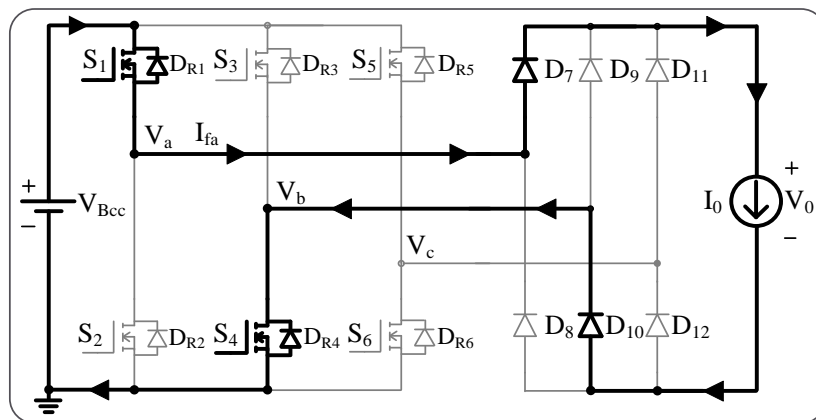 S1 DR1 S3 DR3 S5 DR5 D7 D9 D11
Va Ifa
+ VBcc −
Vb
I0 + V0 −
Vc
S2 DR2 S4 DR4 S6 DR6 D8 D10 D12